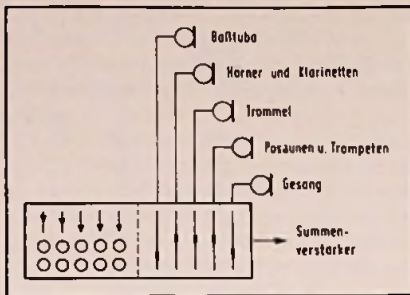 Baßtuba
Hörner und Klarinetten
Trommel
Posaunen u. Trompeten
Gesang
Summen-
verstärker